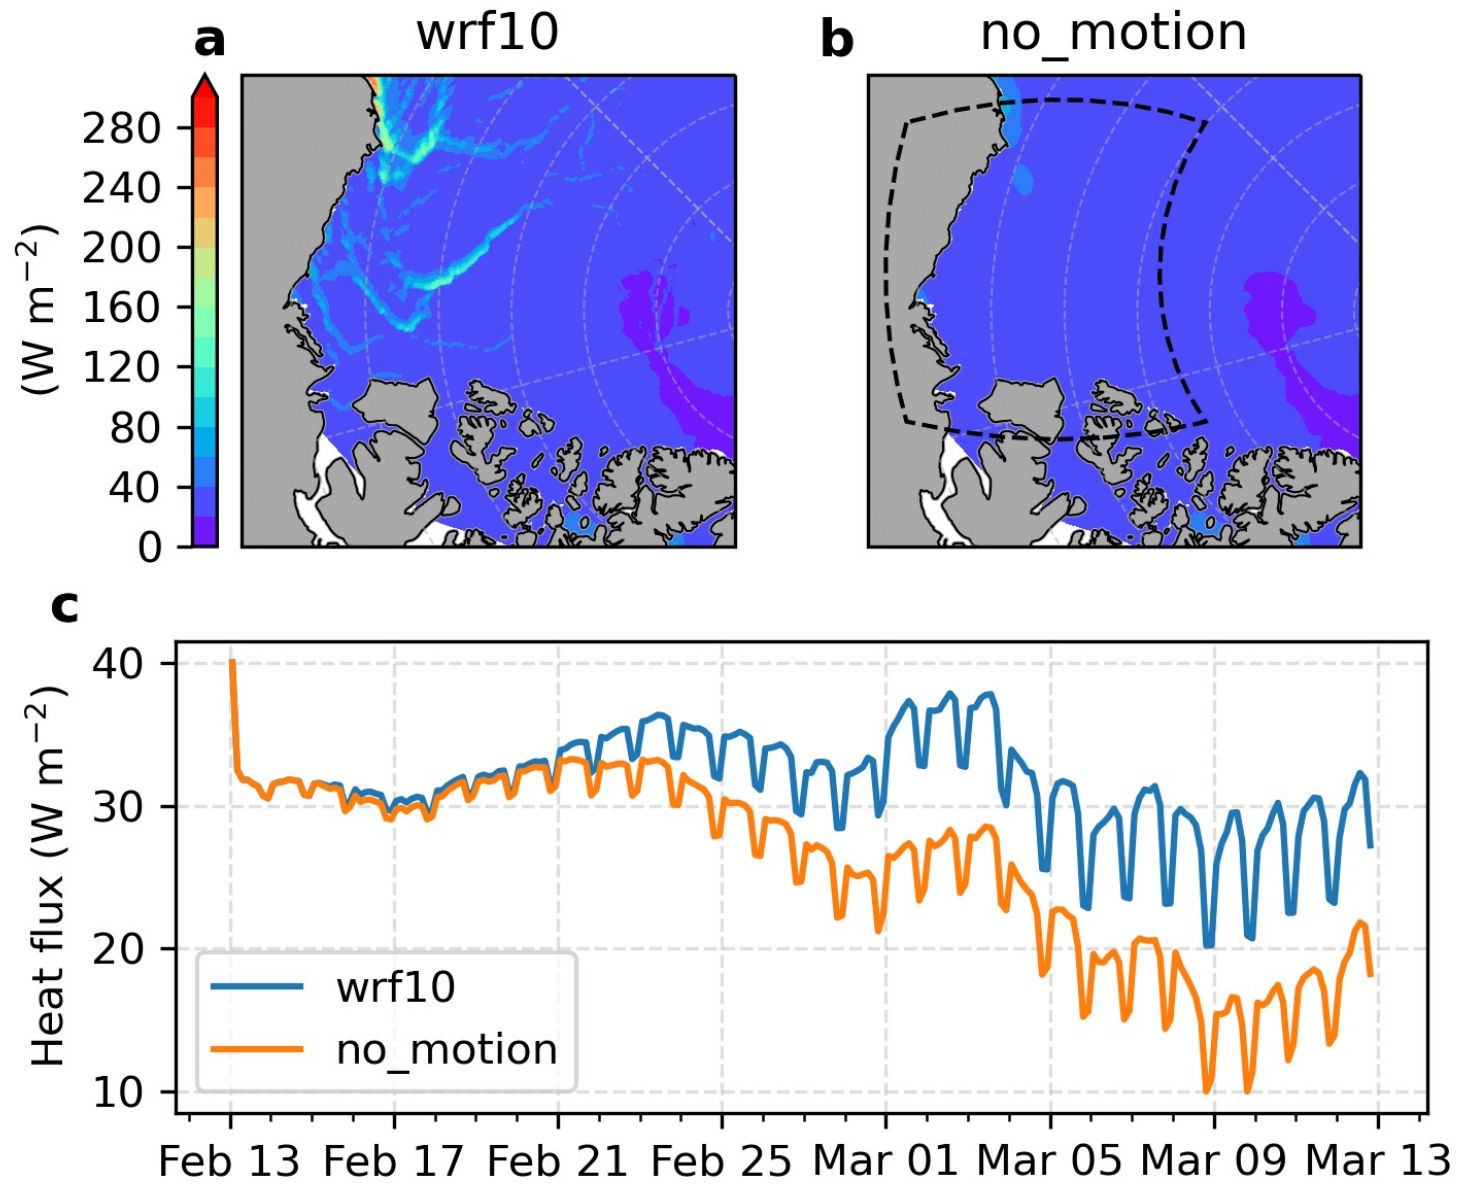 a wrf10
b no_motion
280
240
200
160
120
80
40
0
(W m⁻²)
c
40
30
20
10
Heat flux (W m⁻²)
wrf10
no_motion
Feb 13 Feb 17 Feb 21 Feb 25 Mar 01 Mar 05 Mar 09 Mar 13